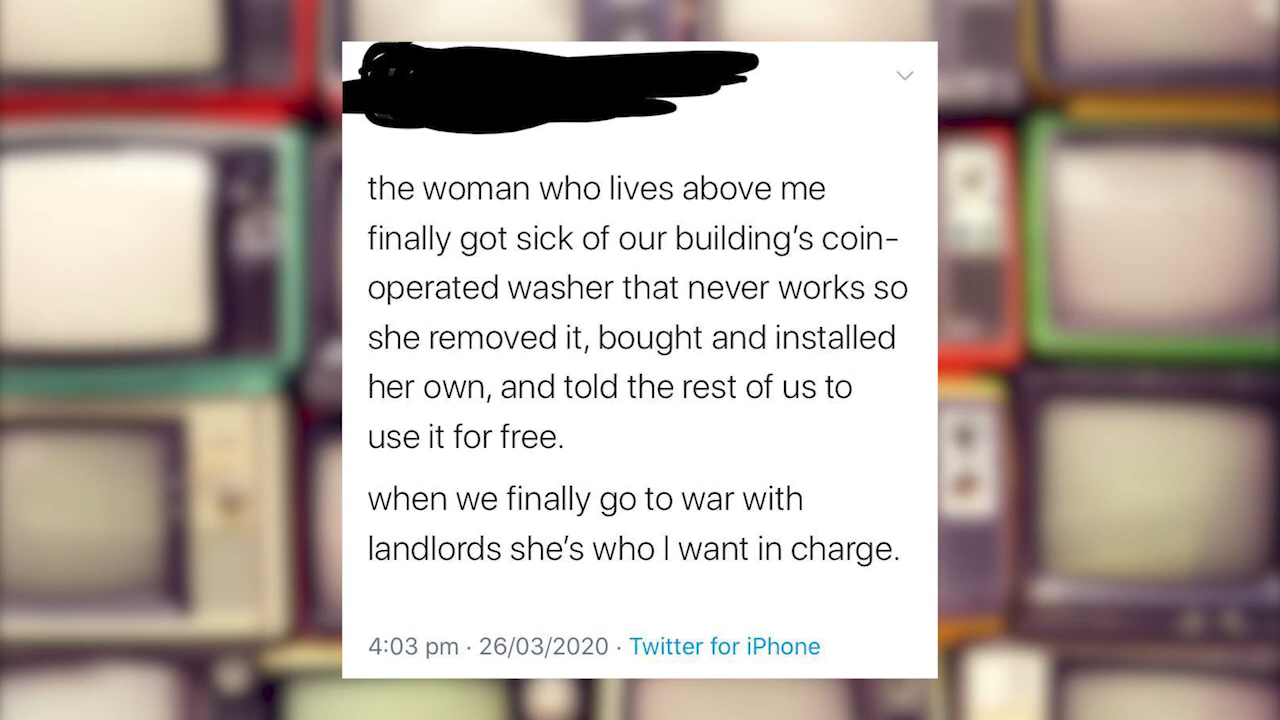 the woman who lives above me
finally got sick of our building’s coin-
operated washer that never works so
she removed it, bought and installed
her own, and told the rest of us to
use it for free.
when we finally go to war with
landlords she’s who I want in charge.
4:03 pm · 26/03/2020 · Twitter for iPhone